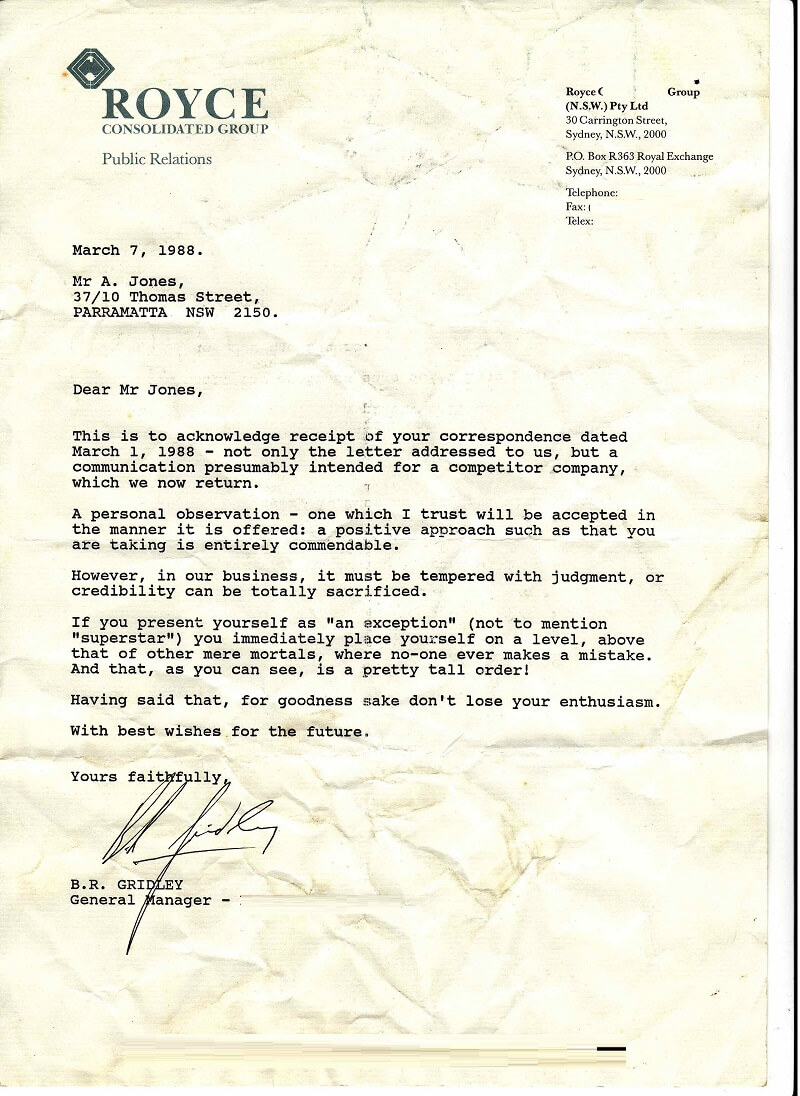 ROYCE
CONSOLIDATED GROUP
Public Relations
Royce Group
(N.S.W.) Pty Ltd
30 Carrington Street,
Sydney, N.S.W., 2000
P.O. Box R363 Royal Exchange
Sydney, N.S.W., 2000
Telephone:
Fax:
Telex:
March 7, 1988.
Mr A. Jones,
37/10 Thomas Street,
PARRAMATTA NSW 2150.
Dear Mr Jones,
This is to acknowledge receipt of your correspondence dated
March 1, 1988 - not only the letter addressed to us, but a
communication presumably intended for a competitor company,
which we now return.
A personal observation - one which I trust will be accepted in
the manner it is offered: a positive approach such as that you
are taking is entirely commendable.
However, in our business, it must be tempered with judgment, or
credibility can be totally sacrificed.
If you present yourself as "an exception" (not to mention
"superstar") you immediately place yourself on a level, above
that of other mere mortals, where no-one ever makes a mistake.
And that, as you can see, is a pretty tall order!
Having said that, for goodness sake don't lose your enthusiasm.
With best wishes for the future.
Yours faithfully,
B.R. GRIDLEY
General Manager -